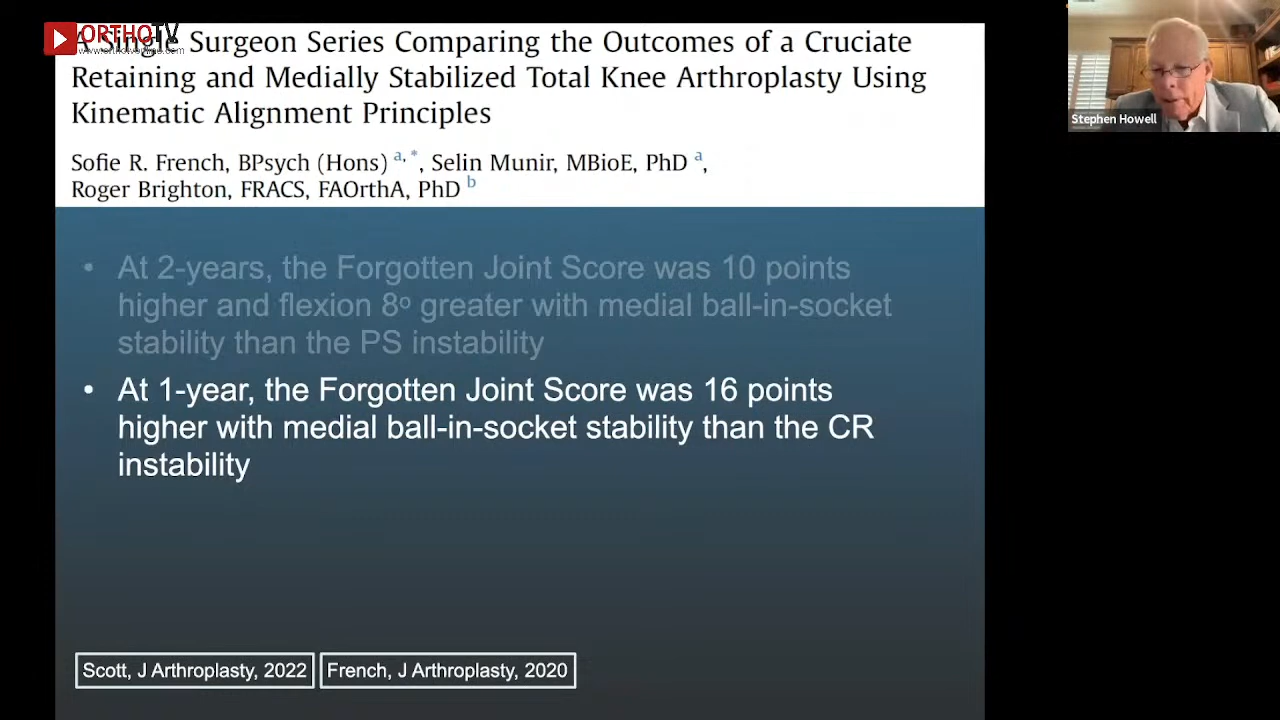 ORTHOTV
www.orthotvonline.com
A Single Surgeon Series Comparing the Outcomes of a Cruciate
Retaining and Medially Stabilized Total Knee Arthroplasty Using
Kinematic Alignment Principles
Sofie R. French, BPsych (Hons) a, *, Selin Munir, MBioE, PhD a,
Roger Brighton, FRACS, FAOrthA, PhD b
• At 2-years, the Forgotten Joint Score was 10 points
higher and flexion 8o greater with medial ball-in-socket
stability than the PS instability
• At 1-year, the Forgotten Joint Score was 16 points
higher with medial ball-in-socket stability than the CR
instability
Scott, J Arthroplasty, 2022 French, J Arthroplasty, 2020
Stephen Howell